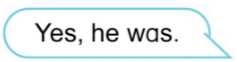 Yes, he was.